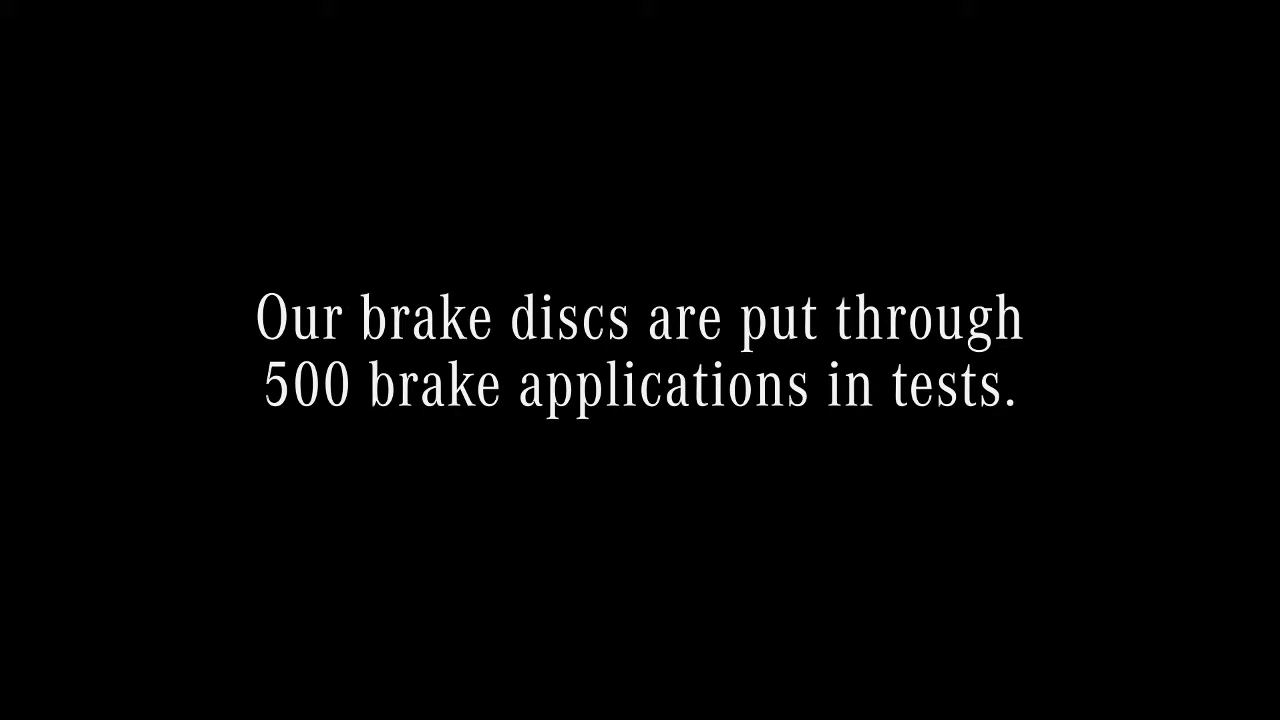 Our brake discs are put through
500 brake applications in tests.